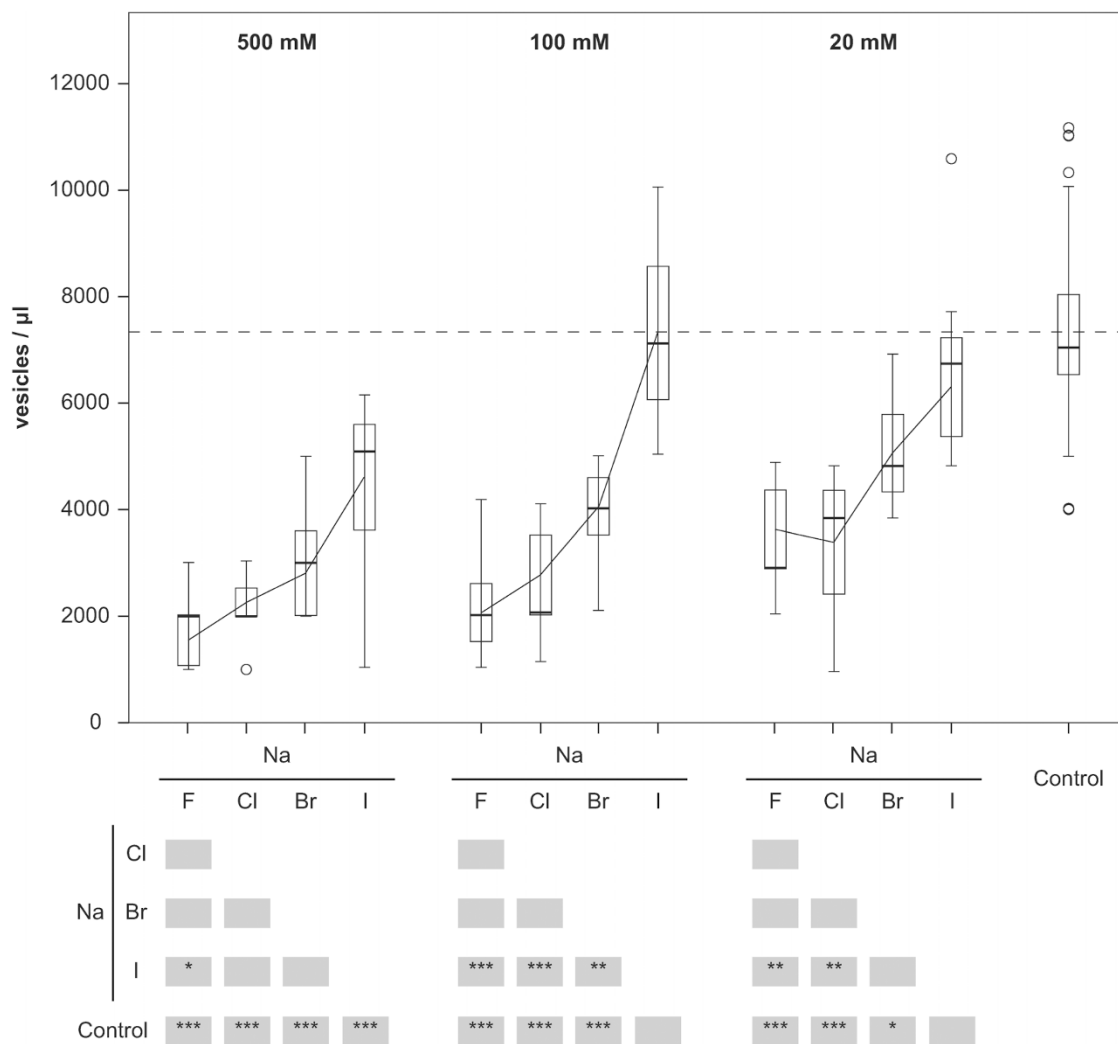 500 mM 100 mM 20 mM
12000
10000
8000
6000
4000
2000
0
vesicles / µl
Na Na Na
F Cl Br I F Cl Br I F Cl Br I Control
Cl
Na Br
I * *** *** ** ** **
Control *** *** *** *** *** *** *** *** *** *